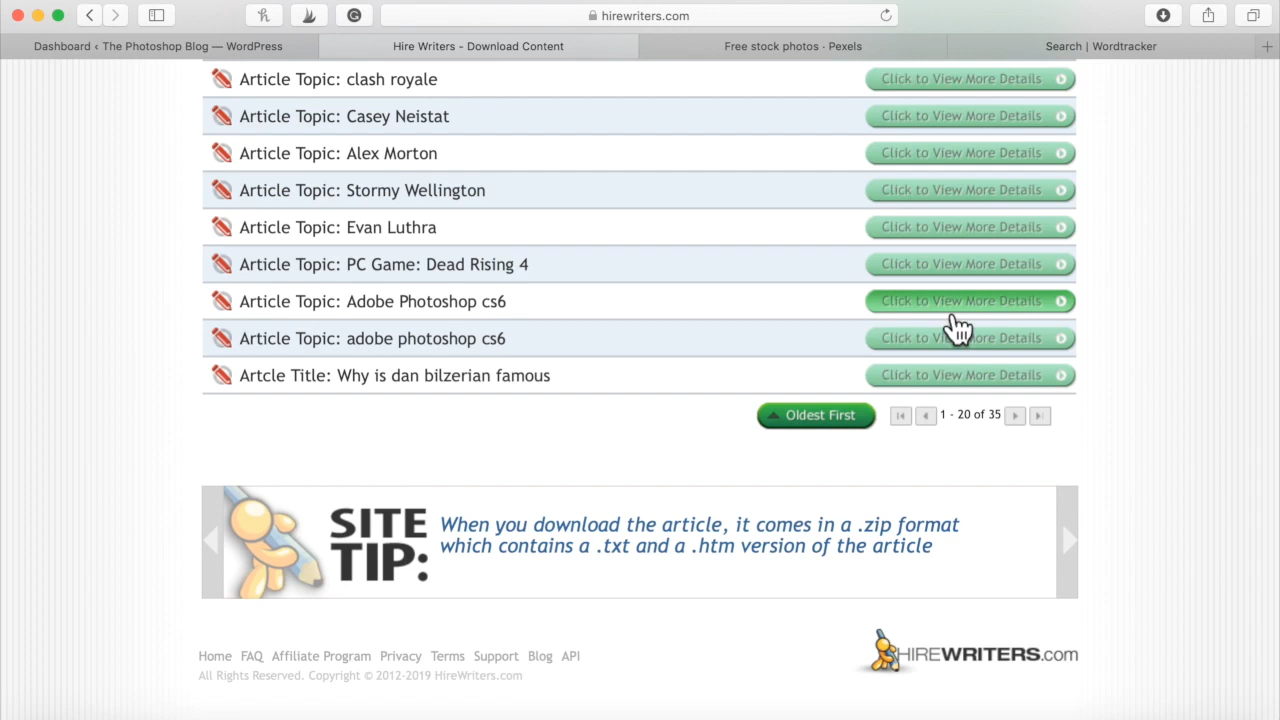 hirewriters.com
Dashboard ‹ The Photoshop Blog — WordPress
Hire Writers - Download Content
Free stock photos · Pexels
Search | Wordtracker
Article Topic: clash royale
Click to View More Details
Article Topic: Casey Neistat
Click to View More Details
Article Topic: Alex Morton
Click to View More Details
Article Topic: Stormy Wellington
Click to View More Details
Article Topic: Evan Luthra
Click to View More Details
Article Topic: PC Game: Dead Rising 4
Click to View More Details
Article Topic: Adobe Photoshop cs6
Click to View More Details
Article Topic: adobe photoshop cs6
Click to View More Details
Artcle Title: Why is dan bilzerian famous
Click to View More Details
Oldest First
1 - 20 of 35
SITE
TIP:
When you download the article, it comes in a .zip format
which contains a .txt and a .htm version of the article
Home FAQ Affiliate Program Privacy Terms Support Blog API
All Rights Reserved. Copyright © 2012-2019 HireWriters.com
HIREWRITERS.com